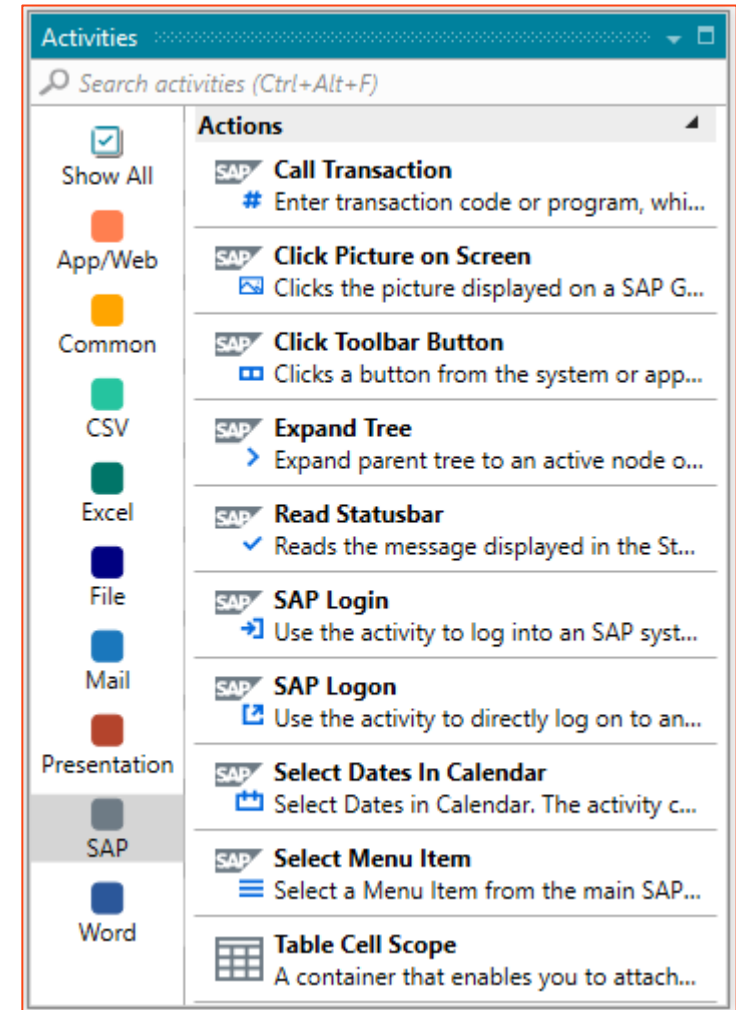 Activities
Search activities (Ctrl+Alt+F)
Show All
App/Web
Common
CSV
Excel
File
Mail
Presentation
SAP
Word
Actions
SAP Call Transaction
# Enter transaction code or program, whi...
SAP Click Picture on Screen
Clicks the picture displayed on a SAP G...
SAP Click Toolbar Button
Clicks a button from the system or app...
SAP Expand Tree
Expand parent tree to an active node o...
SAP Read Statusbar
Reads the message displayed in the St...
SAP SAP Login
Use the activity to log into an SAP syst...
SAP SAP Logon
Use the activity to directly log on to an...
SAP Select Dates In Calendar
Select Dates in Calendar. The activity c...
SAP Select Menu Item
Select a Menu Item from the main SAP...
Table Cell Scope
A container that enables you to attach...